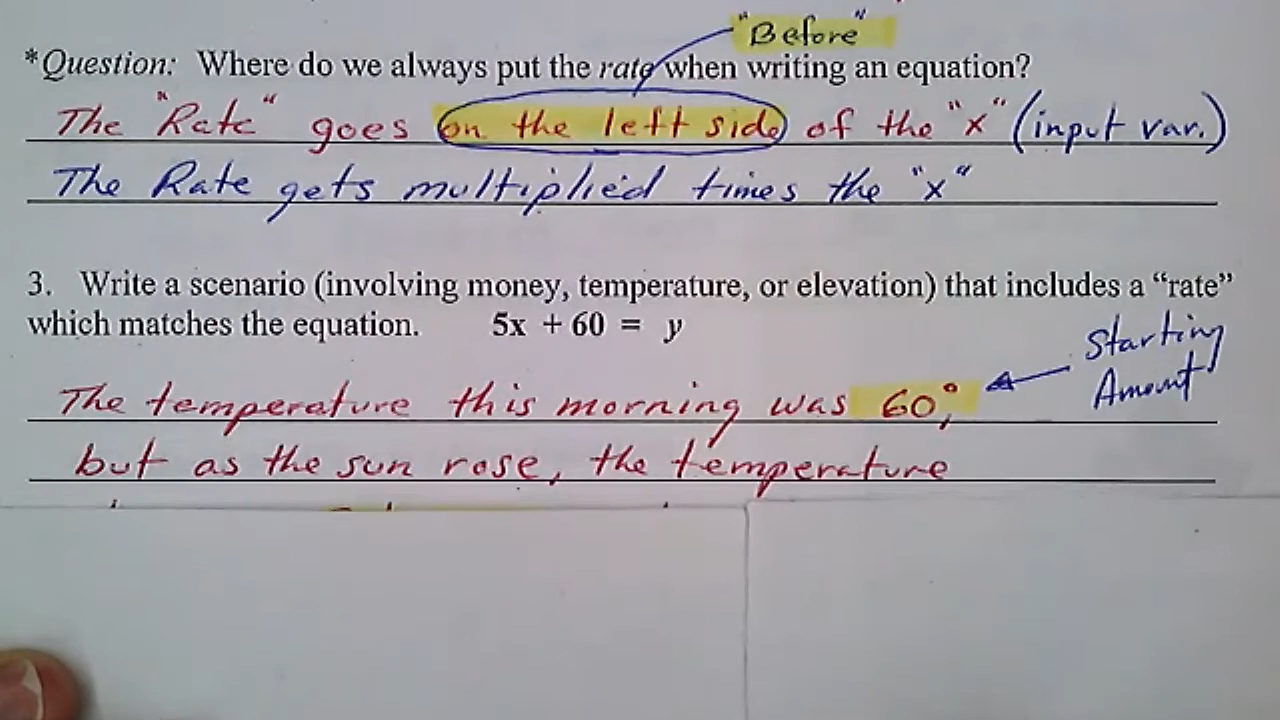 "Before"
*Question: Where do we always put the rate when writing an equation?
The "Rate" goes on the left side of the "x" (input var.)
The Rate gets multiplied times the "x"
3. Write a scenario (involving money, temperature, or elevation) that includes a “rate”
which matches the equation. 5x + 60 = y
Starting
Amount
The temperature this morning was 60°,
but as the sun rose, the temperature